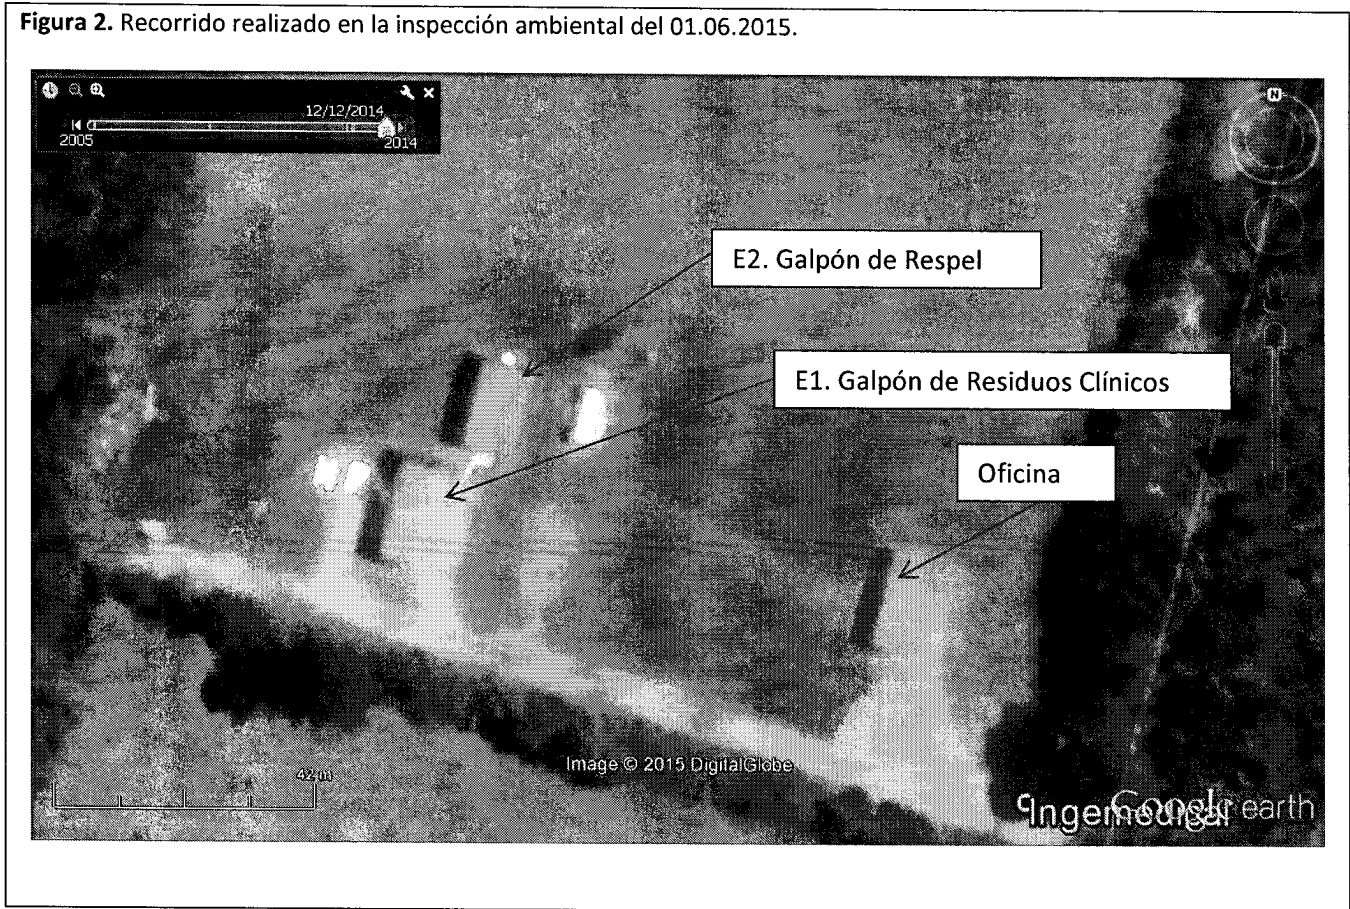 Figura 2. Recorrido realizado en la inspección ambiental del 01.06.2015.
12/12/2014
2005
2014
N
E2. Galpón de Respel
E1. Galpón de Residuos Clínicos
Oficina
Image © 2015 DigitalGlobe
42 m
Google earth